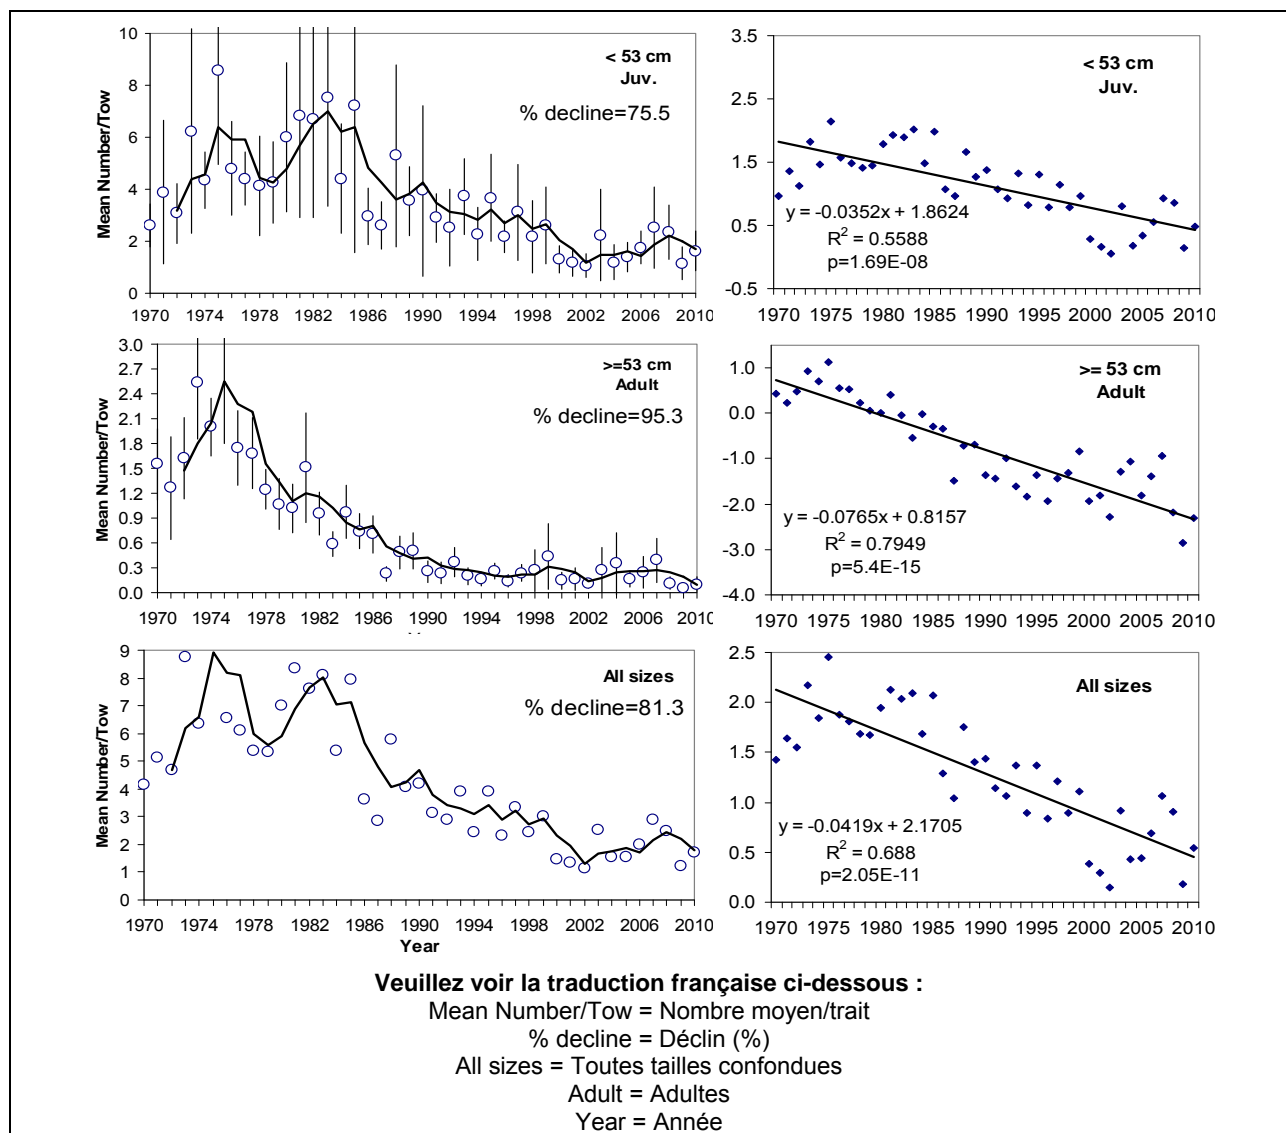 10
8
6
4
2
0
Mean Number/Tow
< 53 cm
Juv.
% decline=75.5
1970 1974 1978 1982 1986 1990 1994 1998 2002 2006 2010
3.5
2.5
1.5
0.5
-0.5
< 53 cm
Juv.
y = -0.0352x + 1.8624
R² = 0.5588
p=1.69E-08
1970 1975 1980 1985 1990 1995 2000 2005 2010
3.0
2.7
2.4
2.1
1.8
1.5
1.2
0.9
0.6
0.3
0.0
Mean Number/Tow
>=53 cm
Adult
% decline=95.3
1970 1974 1978 1982 1986 1990 1994 1998 2002 2006 2010
1.0
0.0
-1.0
-2.0
-3.0
-4.0
>= 53 cm
Adult
y = -0.0765x + 0.8157
R² = 0.7949
p=5.4E-15
1970 1975 1980 1985 1990 1995 2000 2005 2010
9
8
7
6
5
4
3
2
1
0
Mean Number/Tow
All sizes
% decline=81.3
1970 1974 1978 1982 1986 1990 1994 1998 2002 2006 2010
Year
2.5
2.0
1.5
1.0
0.5
0.0
All sizes
y = -0.0419x + 2.1705
R² = 0.688
p=2.05E-11
1970 1975 1980 1985 1990 1995 2000 2005 2010
Veuillez voir la traduction française ci-dessous :
Mean Number/Tow = Nombre moyen/trait
% decline = Déclin (%)
All sizes = Toutes tailles confondues
Adult = Adultes
Year = Année